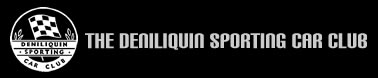 DENILIQUIN
SPORTING
CAR CLUB
THE DENILIQUIN SPORTING CAR CLUB